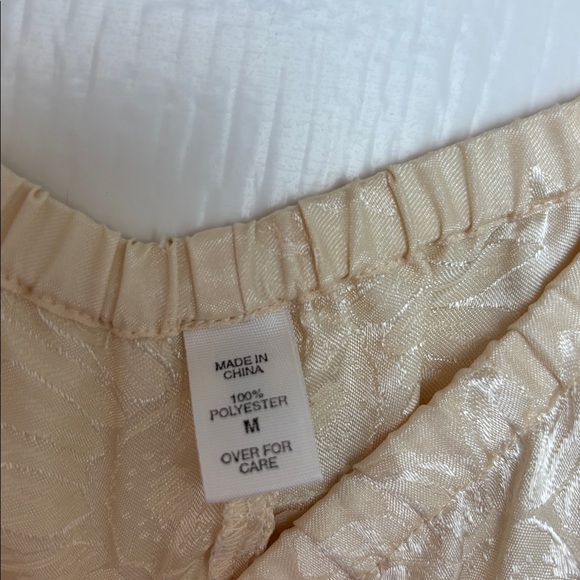 MADE IN
CHINA
100%
POLYESTER
M
OVER FOR
CARE